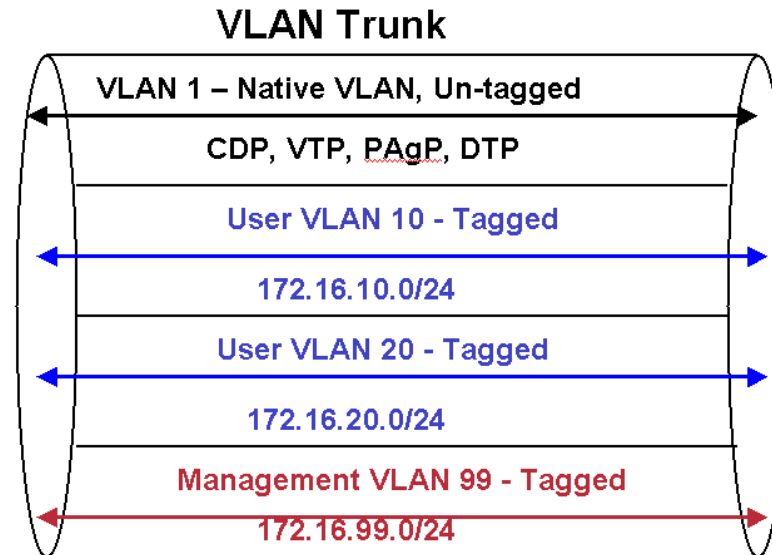 VLAN Trunk
VLAN 1 – Native VLAN, Un-tagged
CDP, VTP, PAgP, DTP
User VLAN 10 - Tagged
172.16.10.0/24
User VLAN 20 - Tagged
172.16.20.0/24
Management VLAN 99 - Tagged
172.16.99.0/24